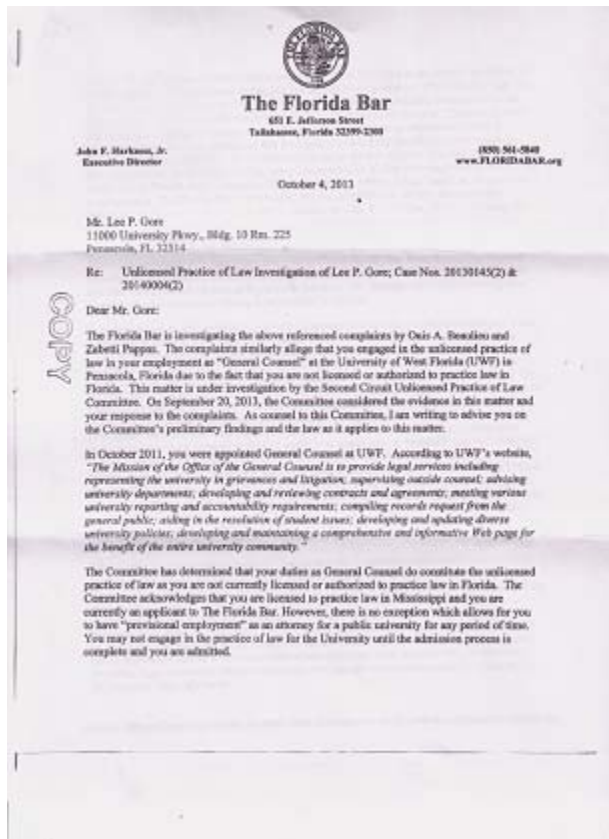 THE FLORIDA BAR
The Florida Bar
651 E. Jefferson Street
Tallahassee, Florida 32399-2300
John F. Harkness, Jr.
Executive Director
(850) 561-5840
www.FLORIDABAR.org
October 4, 2013
Mr. Lee P. Gore
11000 University Pkwy., Bldg. 10 Rm. 225
Pensacola, FL 32514
Re: Unlicensed Practice of Law Investigation of Lee P. Gore; Case Nos. 20130145(2) &
20140004(2)
COPY
Dear Mr. Gore:
The Florida Bar is investigating the above referenced complaints by A. Beaulieu and
Pappas. The complaints similarly allege that you engaged in the unlicensed practice of
law in your employment as "General Counsel" at the University of West Florida (UWF) in
Pensacola, Florida due to the fact that you are not licensed or authorized to practice law in
Florida. This matter is under investigation by the Second Circuit Unlicensed Practice of Law
Committee. On September 20, 2013, the Committee considered the evidence in this matter and
your response to the complaints. As counsel to this Committee, I am writing to advise you on
the Committee's preliminary findings and the law as it applies to this matter.
In October 2011, you were appointed General Counsel at UWF. According to UWF's website,
"The Mission of the Office of the General Counsel is to provide legal services including
representing the university in grievances and litigation; supervising outside counsel; advising
university departments; developing and reviewing contracts and agreements; meeting various
university reporting and accountability requirements; compiling records request from the
general public; aiding in the resolution of student issues; developing and updating diverse
university policies; developing and maintaining a comprehensive and informative Web page for
the benefit of the entire university community."
The Committee has determined that your duties as General Counsel do constitute the unlicensed
practice of law as you are not currently licensed or authorized to practice law in Florida. The
Committee acknowledges that you are licensed to practice law in Mississippi and you are
currently an applicant to The Florida Bar. However, there is no exception which allows for you
to have "provisional employment" as an attorney for a public university for any period of time.
You may not engage in the practice of law for the University until the admission process is
complete and you are admitted.